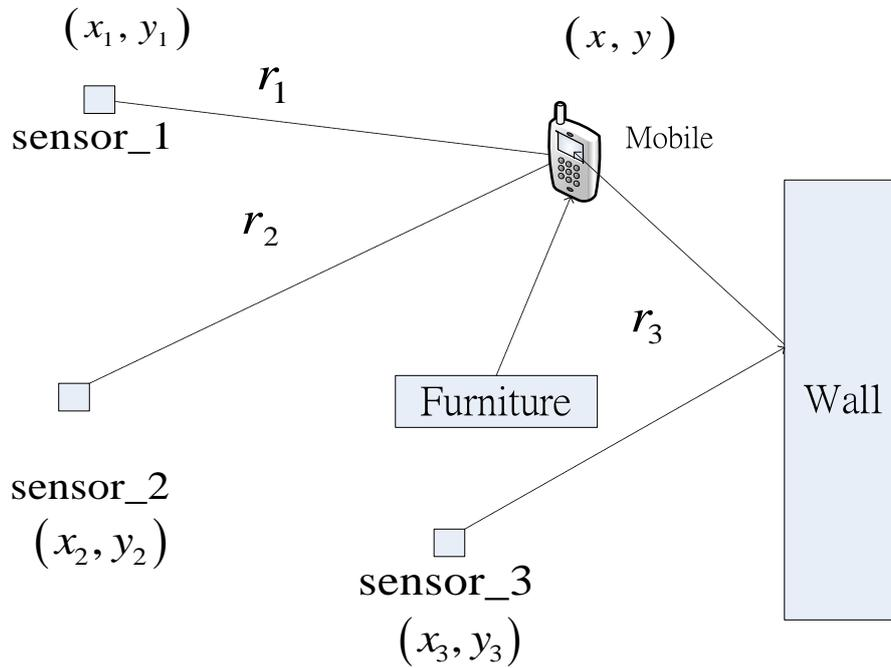 (x₁, y₁)
(x, y)
r₁
sensor_1
Mobile
r₂
r₃
Furniture
Wall
sensor_2
(x₂, y₂)
sensor_3
(x₃, y₃)